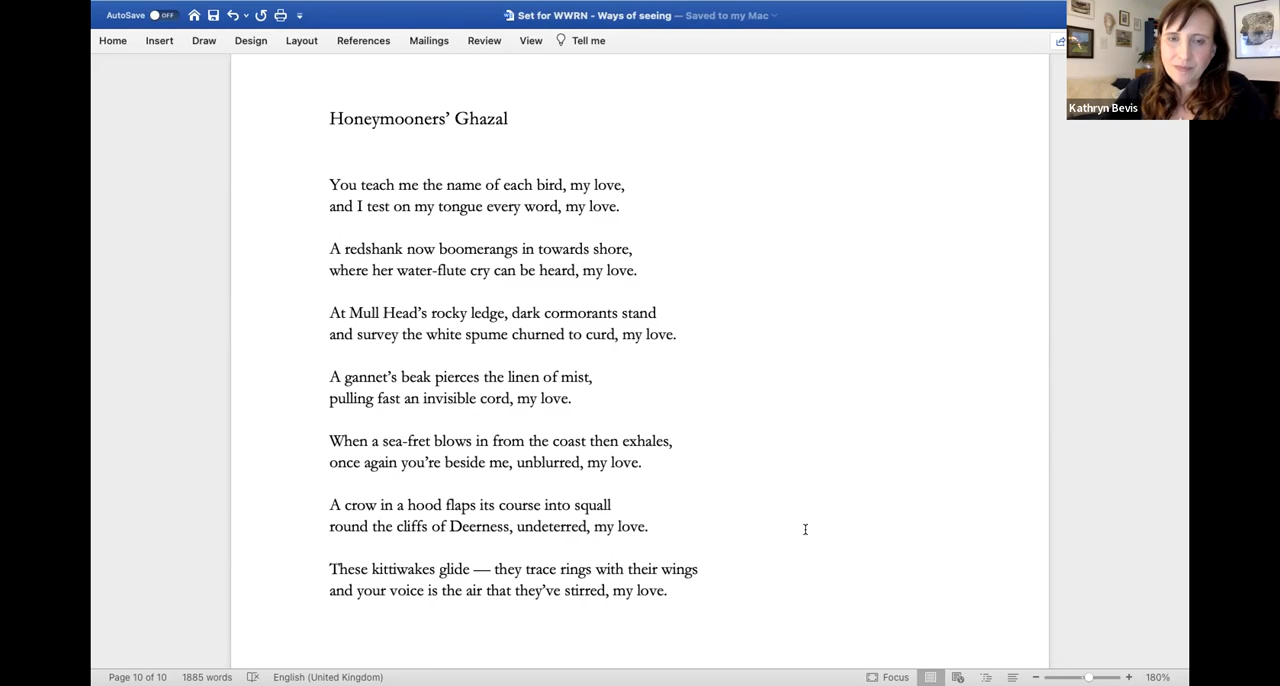 AutoSave OFF
Set for WWRN - Ways of seeing — Saved to my Mac
Home Insert Draw Design Layout References Mailings Review View Tell me
Kathryn Bevis
Honeymooners’ Ghazal
You teach me the name of each bird, my love,
and I test on my tongue every word, my love.
A redshank now boomerangs in towards shore,
where her water-flute cry can be heard, my love.
At Mull Head’s rocky ledge, dark cormorants stand
and survey the white spume churned to curd, my love.
A gannet’s beak pierces the linen of mist,
pulling fast an invisible cord, my love.
When a sea-fret blows in from the coast then exhales,
once again you’re beside me, unblurred, my love.
A crow in a hood flaps its course into squall
round the cliffs of Deerness, undeterred, my love.
These kittiwakes glide — they trace rings with their wings
and your voice is the air that they’ve stirred, my love.
Page 10 of 10 1885 words English (United Kingdom) Focus 180%